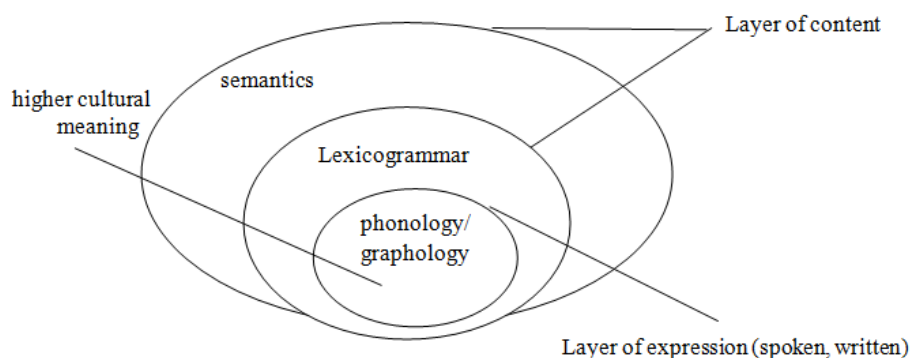 Layer of content
semantics
higher cultural
meaning
Lexicogrammar
phonology/
graphology
Layer of expression (spoken, written)